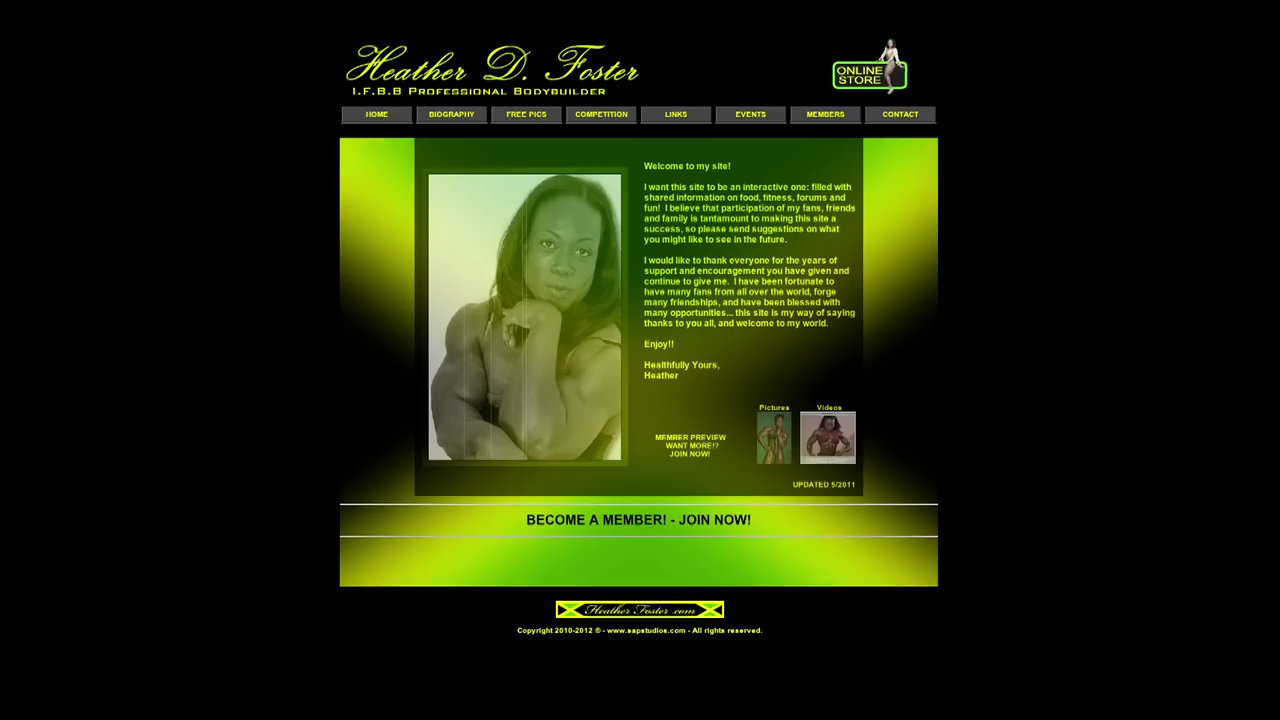 Heather D. Foster
I.F.B.B Professional Bodybuilder
ONLINE
STORE
HOME BIOGRAPHY FREE PICS COMPETITION LINKS EVENTS MEMBERS CONTACT
Welcome to my site!
I want this site to be an interactive one: filled with
shared information on food, fitness, forums and
fun!  I believe that participation of my fans, friends
and family is tantamount to making this site a
success, so please send suggestions on what
you might like to see in the future.
I would like to thank everyone for the years of
support and encouragement you have given and
continue to give me.  I have been fortunate to
have many fans from all over the world, forge
many friendships, and have been blessed with
many opportunities... this site is my way of saying
thanks to you all, and welcome to my world.
Enjoy!!
Healthfully Yours,
Heather
Pictures Videos
MEMBER PREVIEW
WANT MORE!?
JOIN NOW!
UPDATED 5/2011
BECOME A MEMBER! - JOIN NOW!
Heather Foster .com
Copyright 2010-2012 © - www.sapstudios.com - All rights reserved.